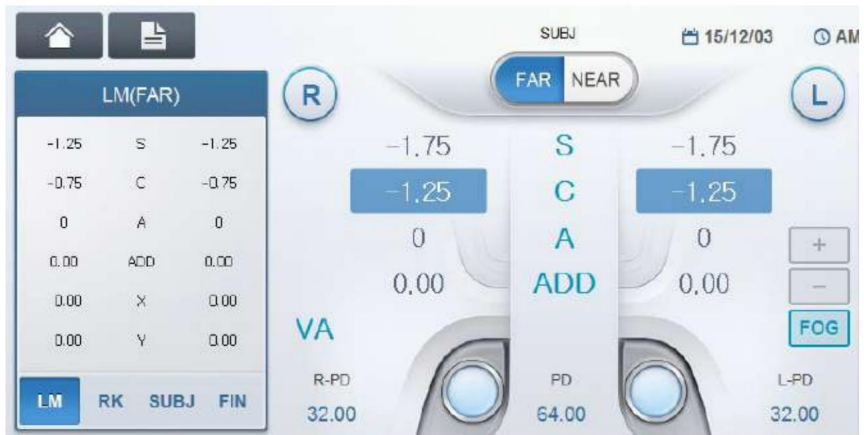 SUBJ
15/12/03 AM
FAR NEAR
R L
LM(FAR)
-1.25 S -1.25
-0.75 C -0.75
0 A 0
0.00 ADD 0.00
0.00 X 0.00
0.00 Y 0.00
LM RK SUBJ FIN
-1.75 S -1.75
-1.25 C -1.25
0 A 0
0.00 ADD 0.00
+
−
FOG
VA
R-PD PD L-PD
32.00 64.00 32.00